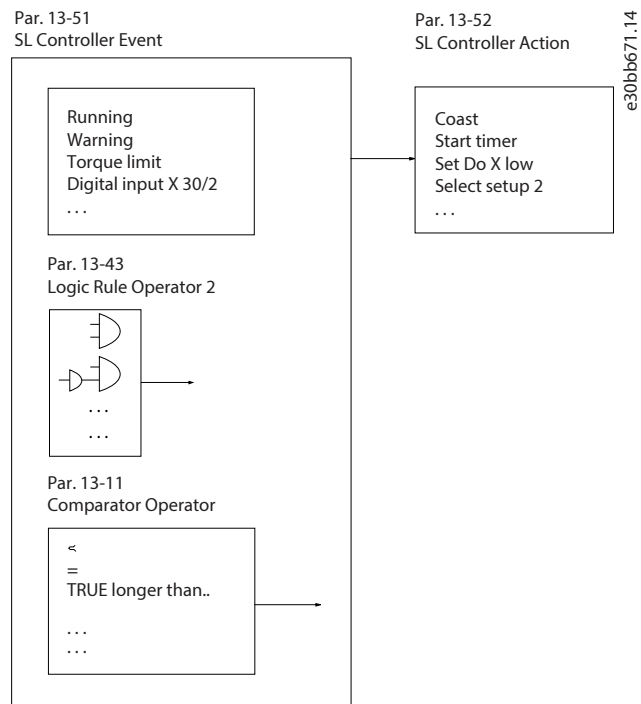 Par. 13-51
SL Controller Event
Par. 13-52
SL Controller Action
e30bb671.14
Running
Warning
Torque limit
Digital input X 30/2
. . .
Coast
Start timer
Set Do X low
Select setup 2
. . .
Par. 13-43
Logic Rule Operator 2
. . .
. . .
Par. 13-11
Comparator Operator
=
TRUE longer than..
. . .
. . .